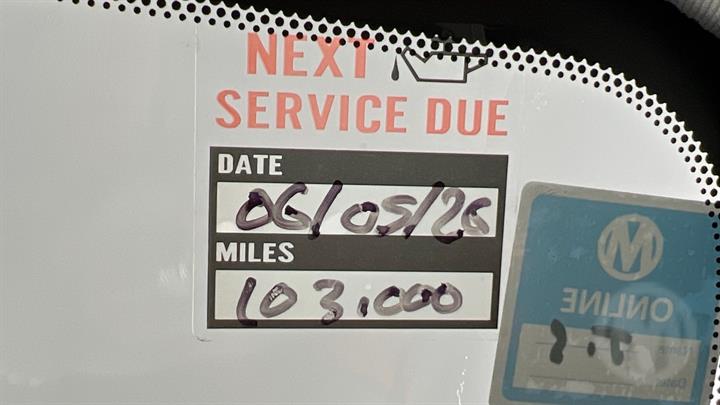 NEXT
SERVICE DUE
DATE
06/05/26
MILES
103,000
M
ONLINE